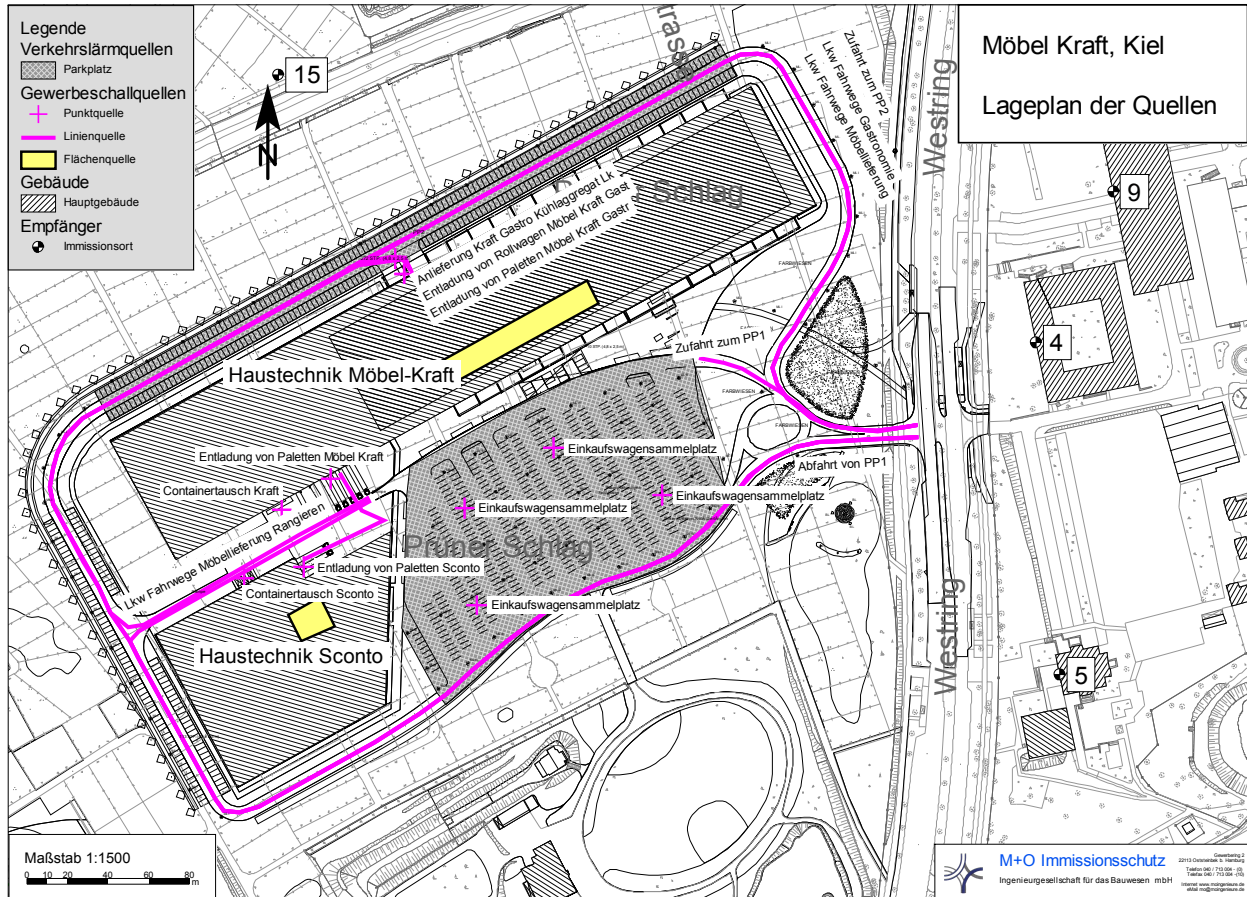 Legende
Verkehrslärmquellen
Parkplatz
Gewerbeschallquellen
Punktquelle
Linienquelle
Flächenquelle
Gebäude
Hauptgebäude
Empfänger
Immissionsort
15
N
Möbel Kraft, Kiel
Lageplan der Quellen
Zufahrt zum PP2
Lkw Fahrwege Gastronomie
Lkw Fahrwege Möbellieferung
Westring
9
4
5
Schlag
Anlieferung Kraft Gastro Kühlaggregat Lk
Entladung von Rollwagen Möbel Kraft Gast
Entladung von Paletten Möbel Kraft Gastr
FARBWIESEN
Zufahrt zum PP1
Haustechnik Möbel-Kraft
FARBWIESEN
FARBWIESEN
Einkaufswagensammelplatz
Entladung von Paletten Möbel Kraft
Abfahrt von PP1
Containertausch Kraft
Einkaufswagensammelplatz
Einkaufswagensammelplatz
Lkw Fahrwege Möbellieferung Rangieren
Pruner Schlag
Entladung von Paletten Sconto
Containertausch Sconto
Einkaufswagensammelplatz
Westring
Haustechnik Sconto
Maßstab 1:1500
0 10 20 40 60 80
m
M+O Immissionsschutz
Ingenieurgesellschaft für das Bauwesen mbH